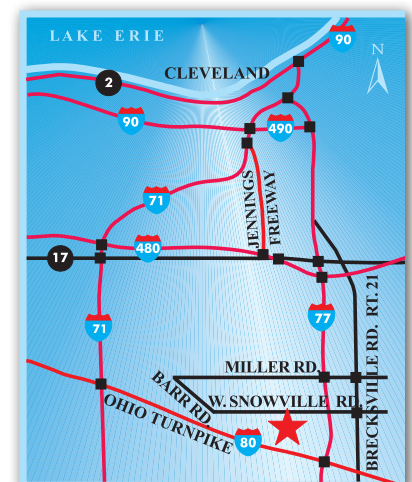 LAKE ERIE
90
N
CLEVELAND
2
90
490
JENNINGS
FREEWAY
71
480
17
71
77
BRECKSVILLE RD. RT. 21
MILLER RD.
BARR RD.
W. SNOWVILLE RD.
OHIO TURNPIKE
80